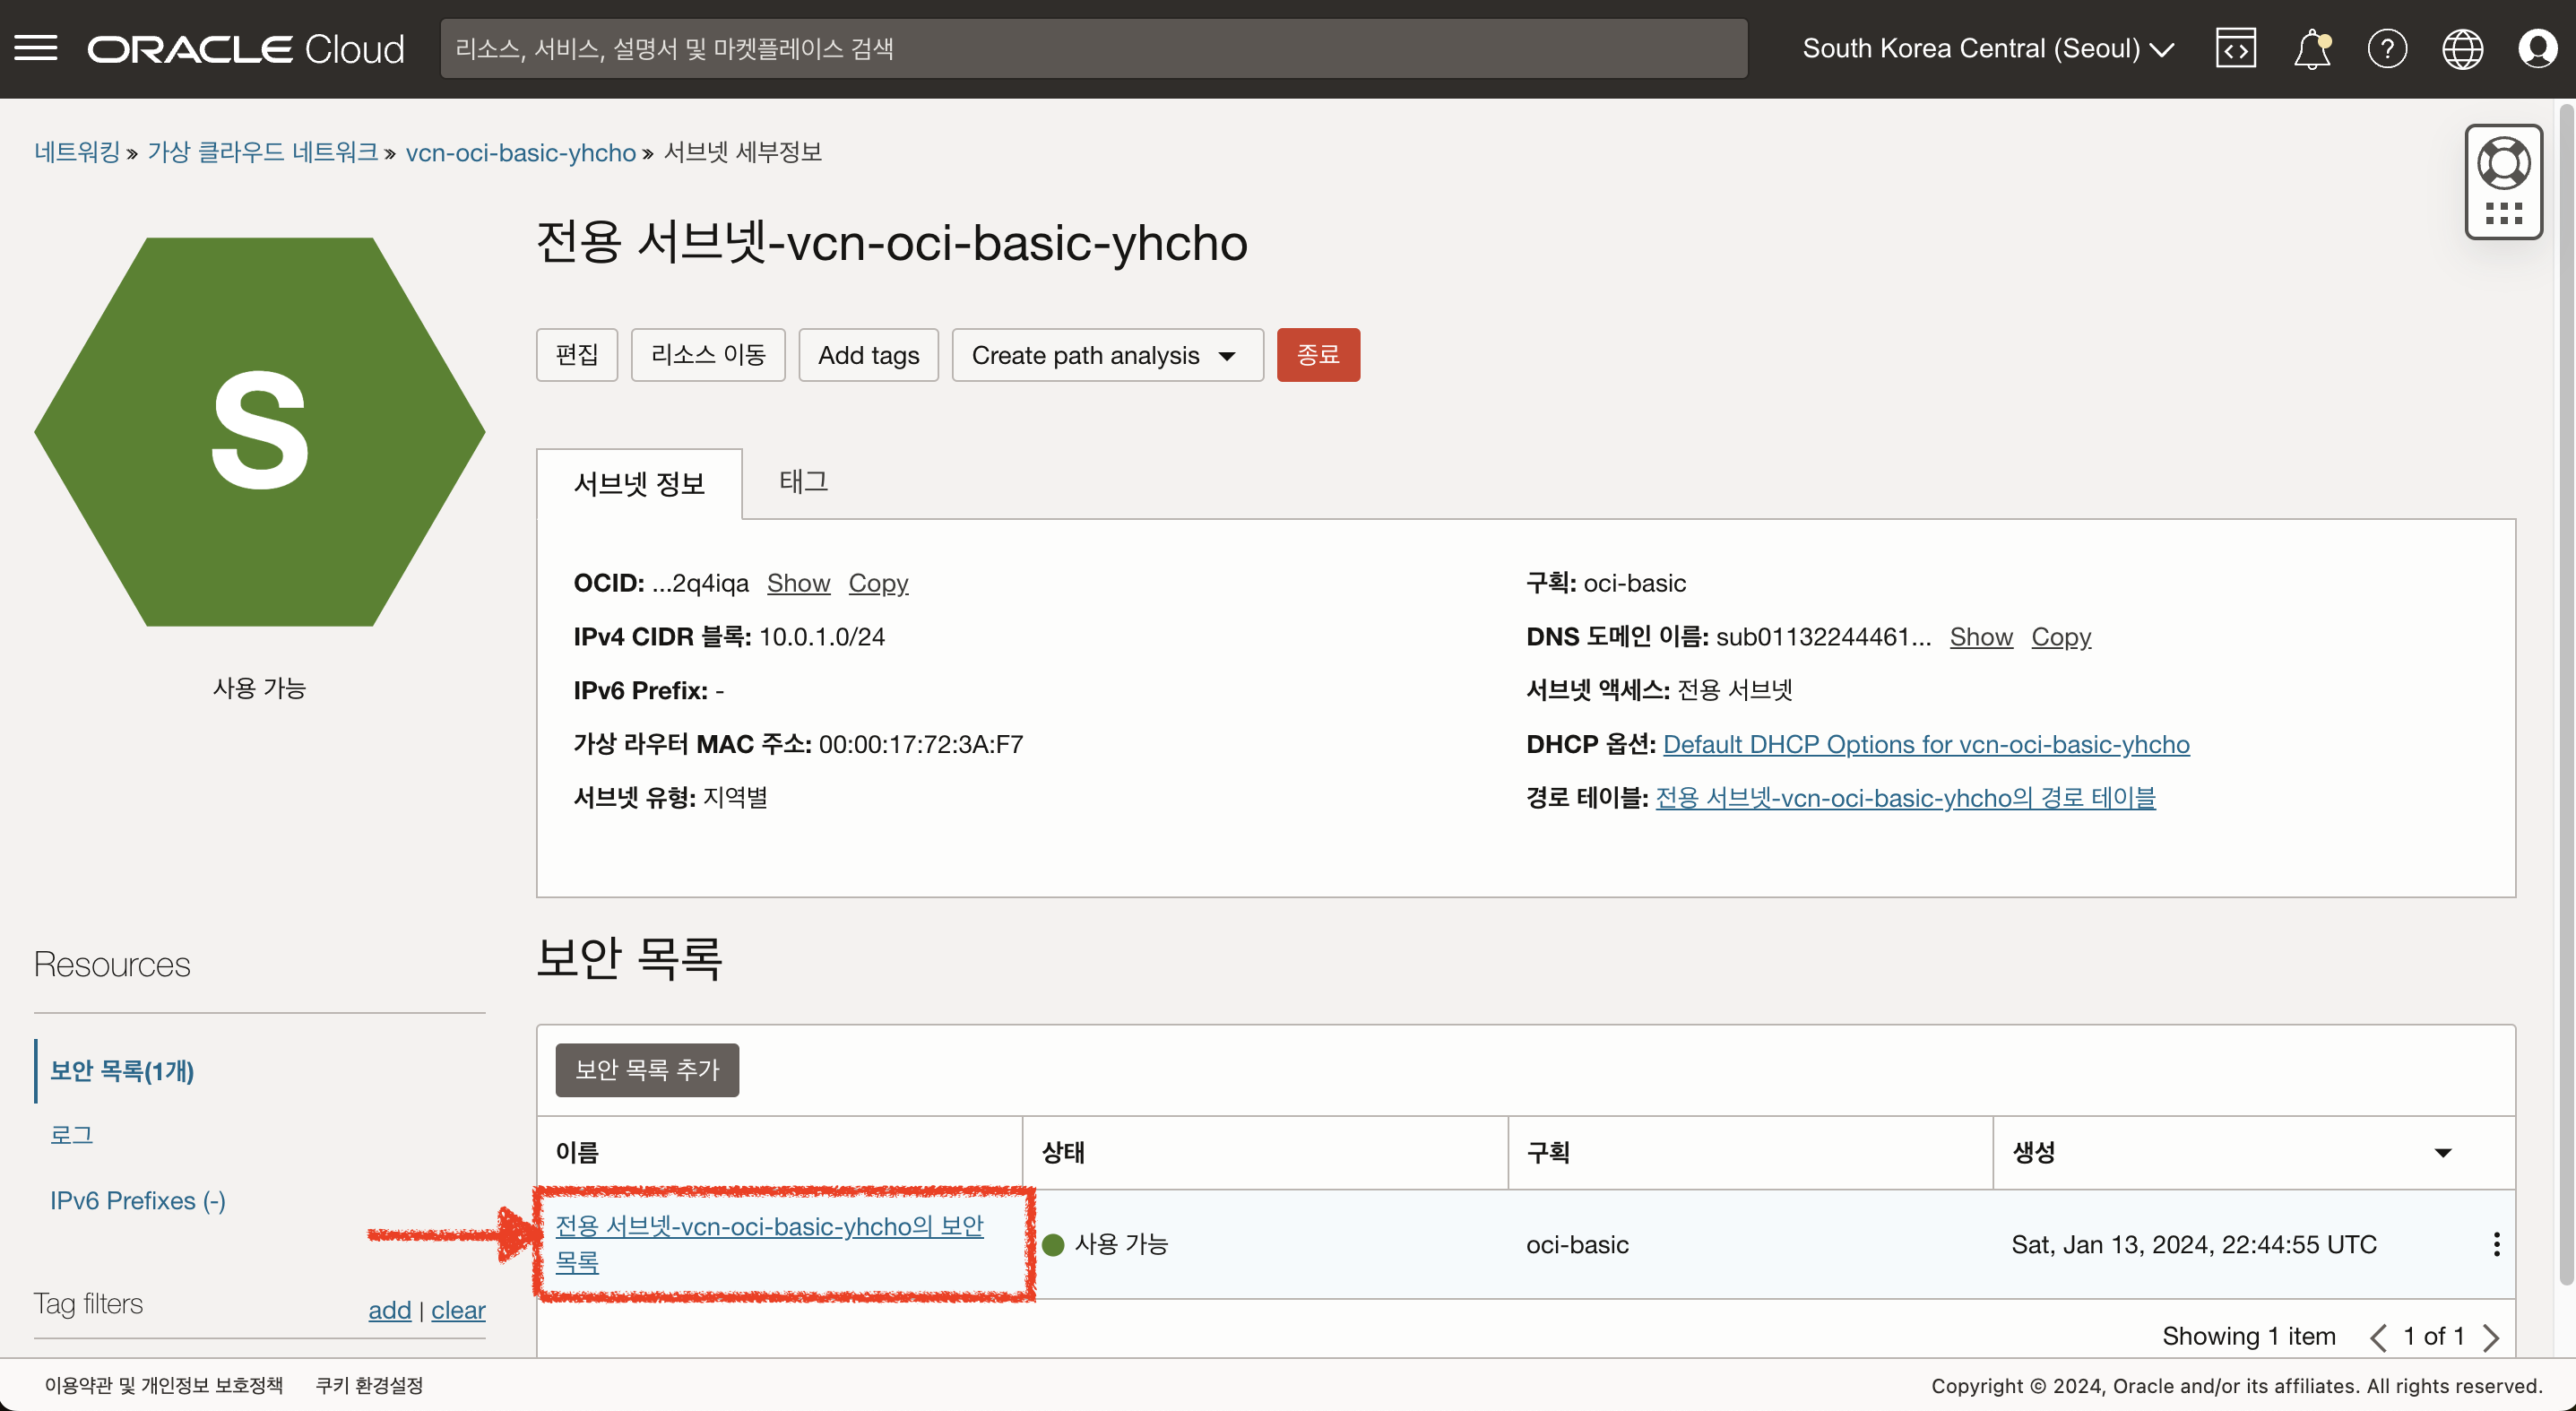 ORACLE Cloud
리소스, 서비스, 설명서 및 마켓플레이스 검색
South Korea Central (Seoul)
네트워킹 » 가상 클라우드 네트워크 » vcn-oci-basic-yhcho » 서브넷 세부정보
S
사용 가능
전용 서브넷-vcn-oci-basic-yhcho
편집 리소스 이동 Add tags Create path analysis 종료
서브넷 정보 태그
OCID: ...2q4iqa Show Copy
IPv4 CIDR 블록: 10.0.1.0/24
IPv6 Prefix: -
가상 라우터 MAC 주소: 00:00:17:72:3A:F7
서브넷 유형: 지역별
구획: oci-basic
DNS 도메인 이름: sub01132244461... Show Copy
서브넷 액세스: 전용 서브넷
DHCP 옵션: Default DHCP Options for vcn-oci-basic-yhcho
경로 테이블: 전용 서브넷-vcn-oci-basic-yhcho의 경로 테이블
Resources
보안 목록(1개)
로그
IPv6 Prefixes (-)
Tag filters add | clear
보안 목록
보안 목록 추가
이름 상태 구획 생성
전용 서브넷-vcn-oci-basic-yhcho의 보안
목록
사용 가능 oci-basic Sat, Jan 13, 2024, 22:44:55 UTC
Showing 1 item 1 of 1
이용약관 및 개인정보 보호정책 쿠키 환경설정
Copyright © 2024, Oracle and/or its affiliates. All rights reserved.